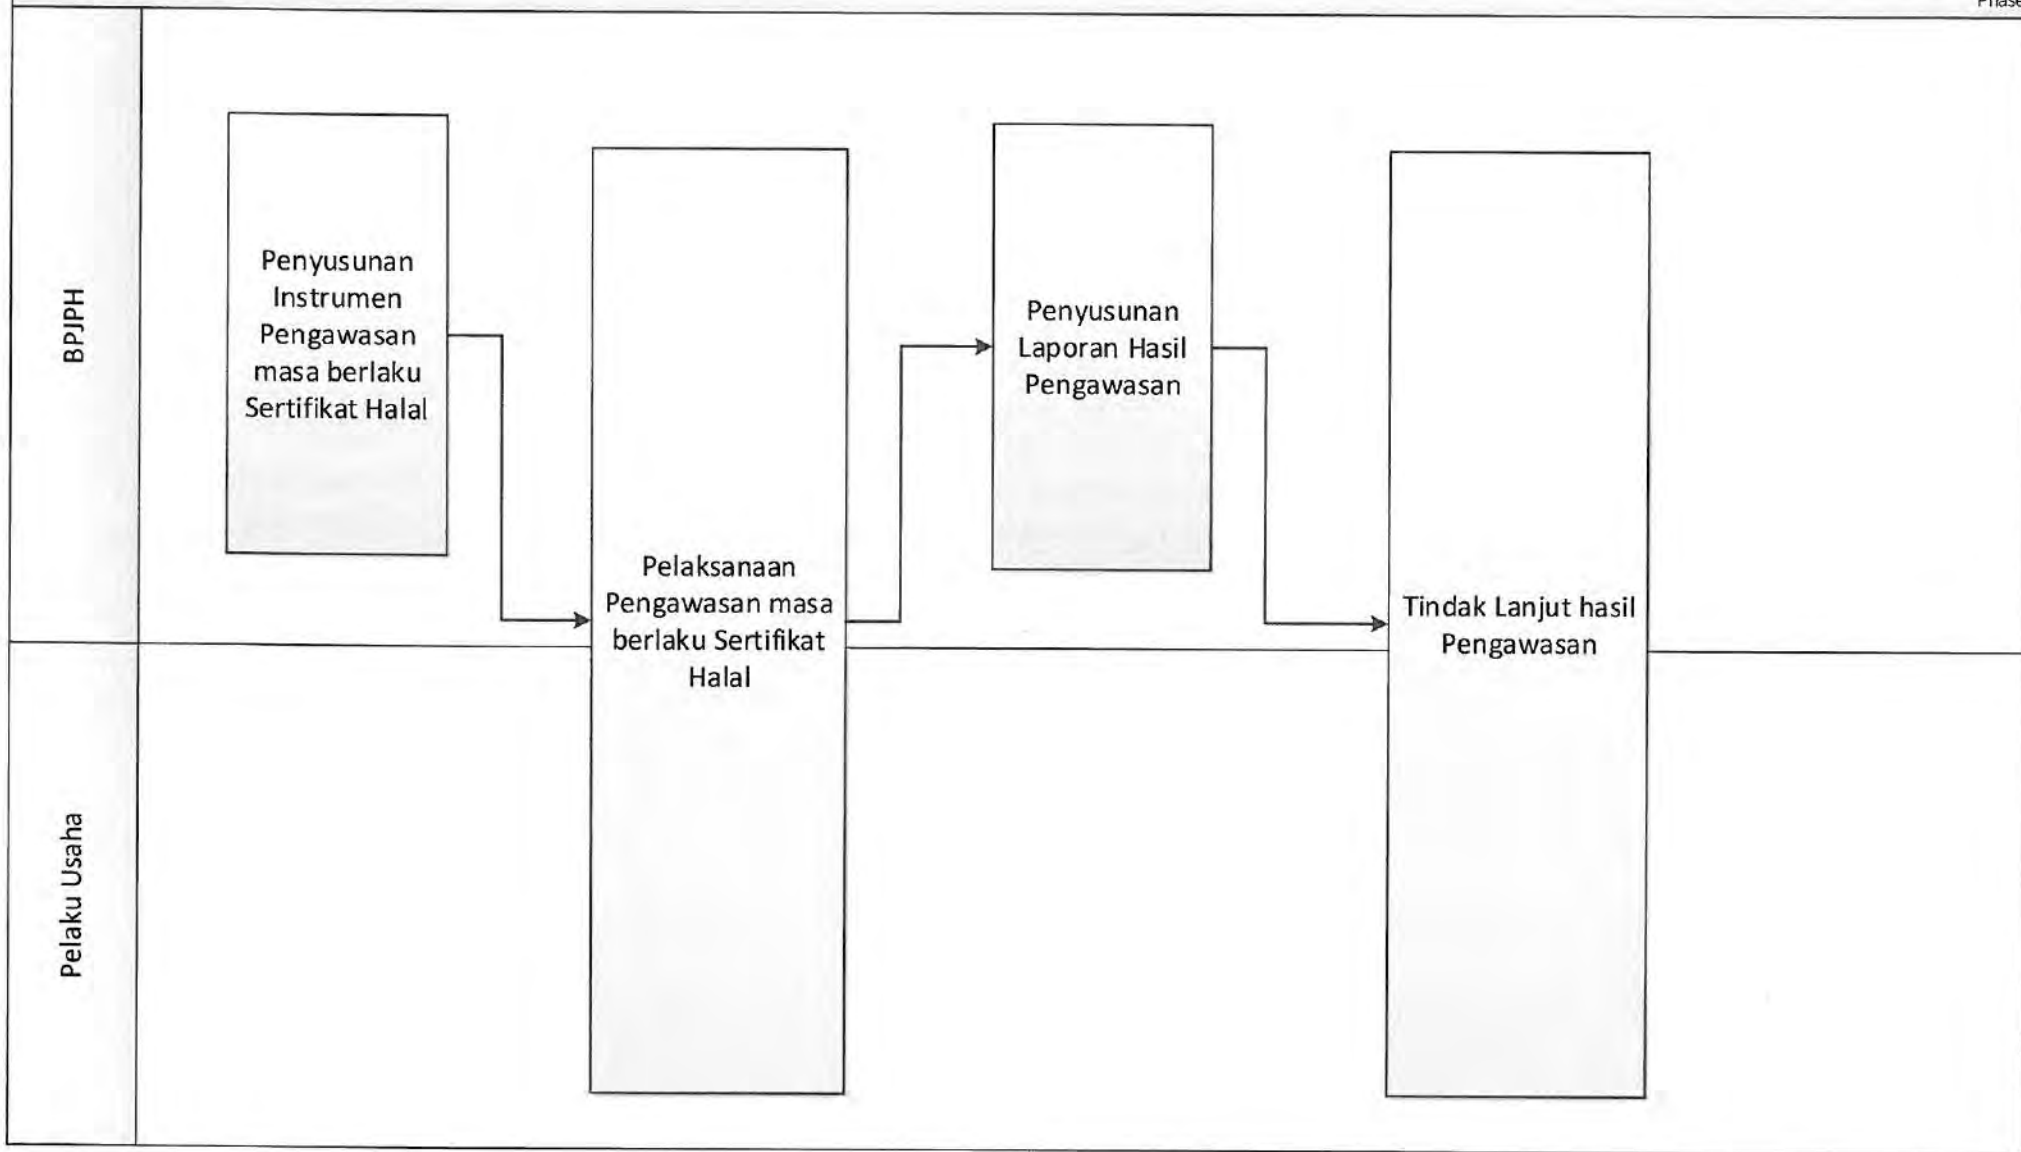 Phase
BPJPH
Penyusunan
Instrumen
Pengawasan
masa berlaku
Sertifikat Halal
Pelaksanaan
Pengawasan masa
berlaku Sertifikat
Halal
Penyusunan
Laporan Hasil
Pengawasan
Tindak Lanjut hasil
Pengawasan
Pelaku Usaha